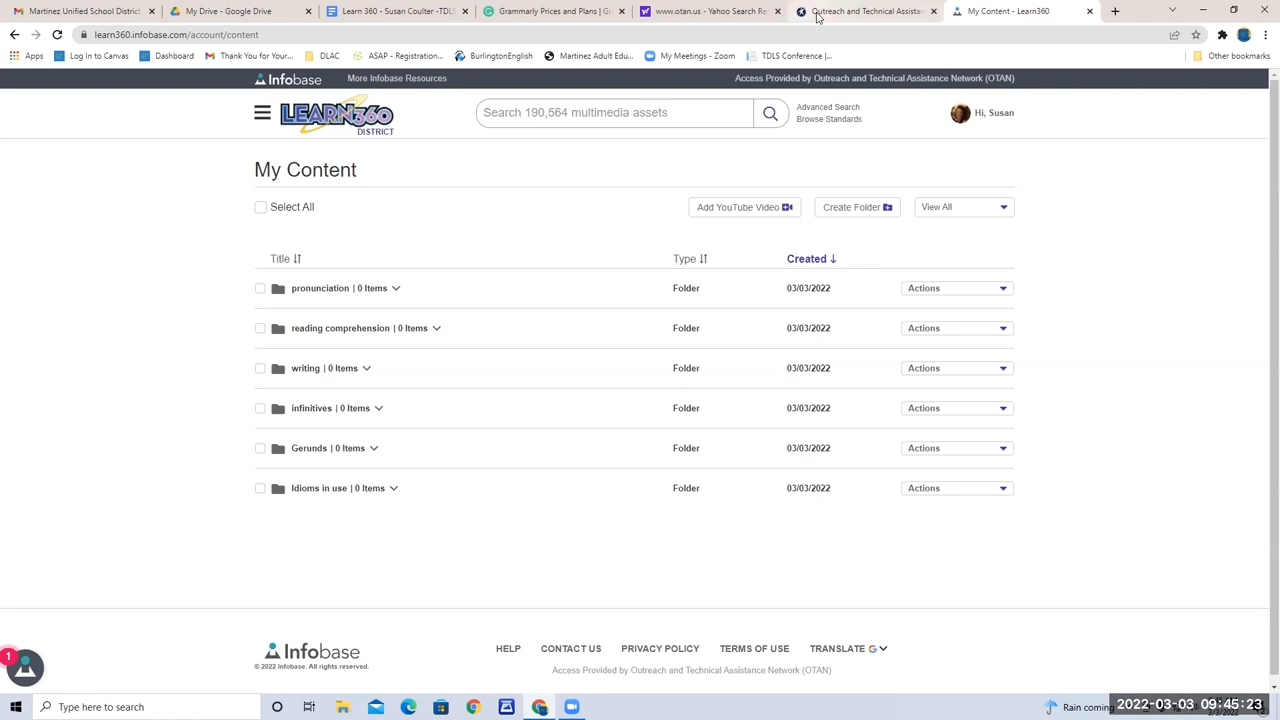 Martinez Unified School District
My Drive - Google Drive
Learn 360 - Susan Coulter - TDLS
Grammarly Prices and Plans | Gr
www.otan.us - Yahoo Search Re
Outreach and Technical Assistan
My Content - Learn360
learn360.infobase.com/account/content
Apps
Log In to Canvas
Dashboard
Thank You for Your...
DLAC
ASAP - Registratio...
BurlingtonEnglish
Martinez Adult Edu...
My Meetings - Zoom
TDLS Conference |...
Other bookmarks
Infobase
More Infobase Resources
Access Provided by Outreach and Technical Assistance Network (OTAN)
LEARN360
DISTRICT
Search 190,564 multimedia assets
Advanced Search
Browse Standards
Hi, Susan
My Content
Select All
Add YouTube Video
Create Folder
View All
Title
Type
Created
pronunciation | 0 Items
Folder
03/03/2022
Actions
reading comprehension | 0 Items
Folder
03/03/2022
Actions
writing | 0 Items
Folder
03/03/2022
Actions
infinitives | 0 Items
Folder
03/03/2022
Actions
Gerunds | 0 Items
Folder
03/03/2022
Actions
Idioms in use | 0 Items
Folder
03/03/2022
Actions
Infobase
© 2022 Infobase. All rights reserved.
HELP
CONTACT US
PRIVACY POLICY
TERMS OF USE
TRANSLATE
Access Provided by Outreach and Technical Assistance Network (OTAN)
1
Type here to search
Rain coming
2022-03-03 09:45:23